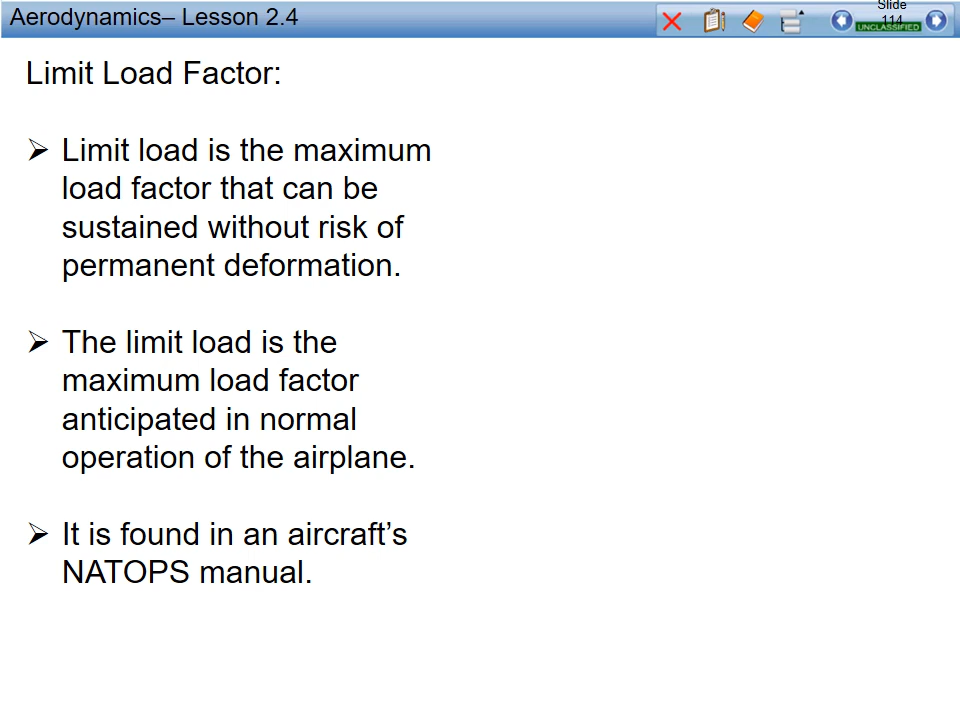 Aerodynamics– Lesson 2.4
Slide
114
UNCLASSIFIED
Limit Load Factor:
➢ Limit load is the maximum
load factor that can be
sustained without risk of
permanent deformation.
➢ The limit load is the
maximum load factor
anticipated in normal
operation of the airplane.
➢ It is found in an aircraft’s
NATOPS manual.